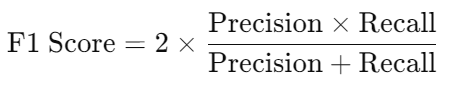 F1 Score = 2 × Precision × Recall / Precision + Recall